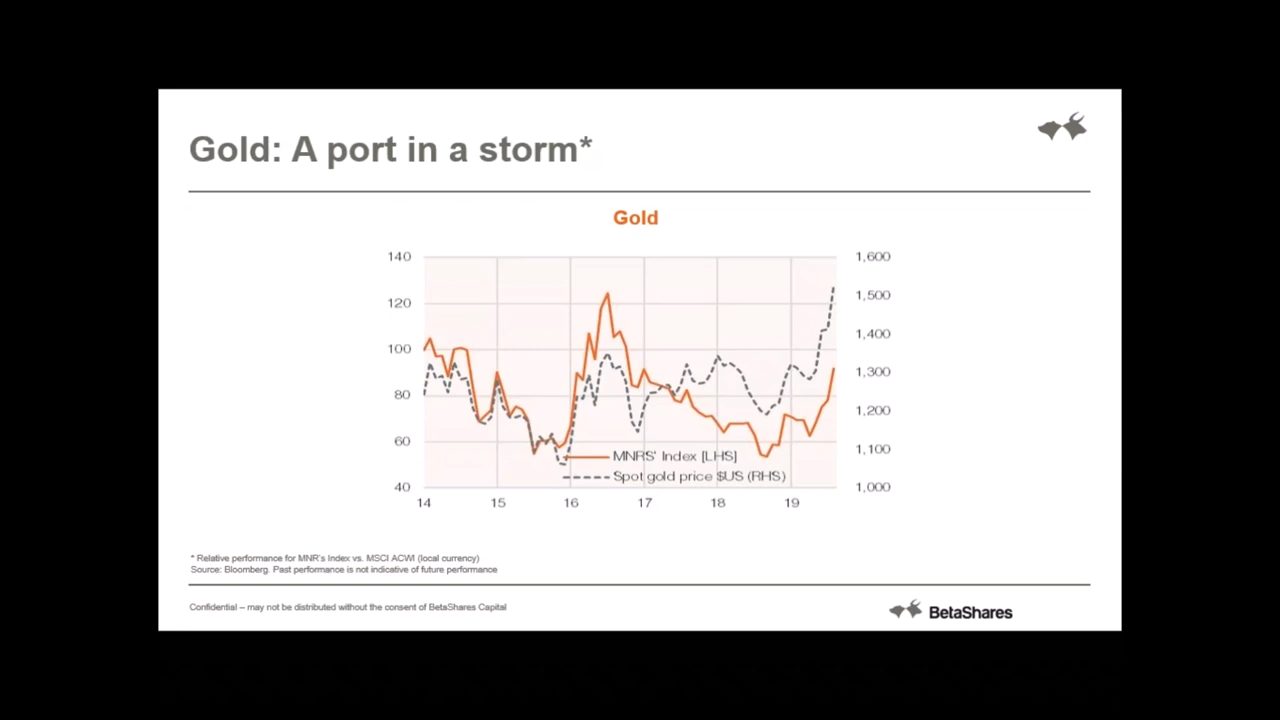 Gold: A port in a storm*
Gold
140
120
100
80
60
40
1,600
1,500
1,400
1,300
1,200
1,100
1,000
MNRS' Index [LHS]
Spot gold price $US (RHS)
14 15 16 17 18 19
* Relative performance for MNR's Index vs. MSCI ACWI (local currency)
Source: Bloomberg. Past performance is not indicative of future performance
Confidential – may not be distributed without the consent of BetaShares Capital
BetaShares